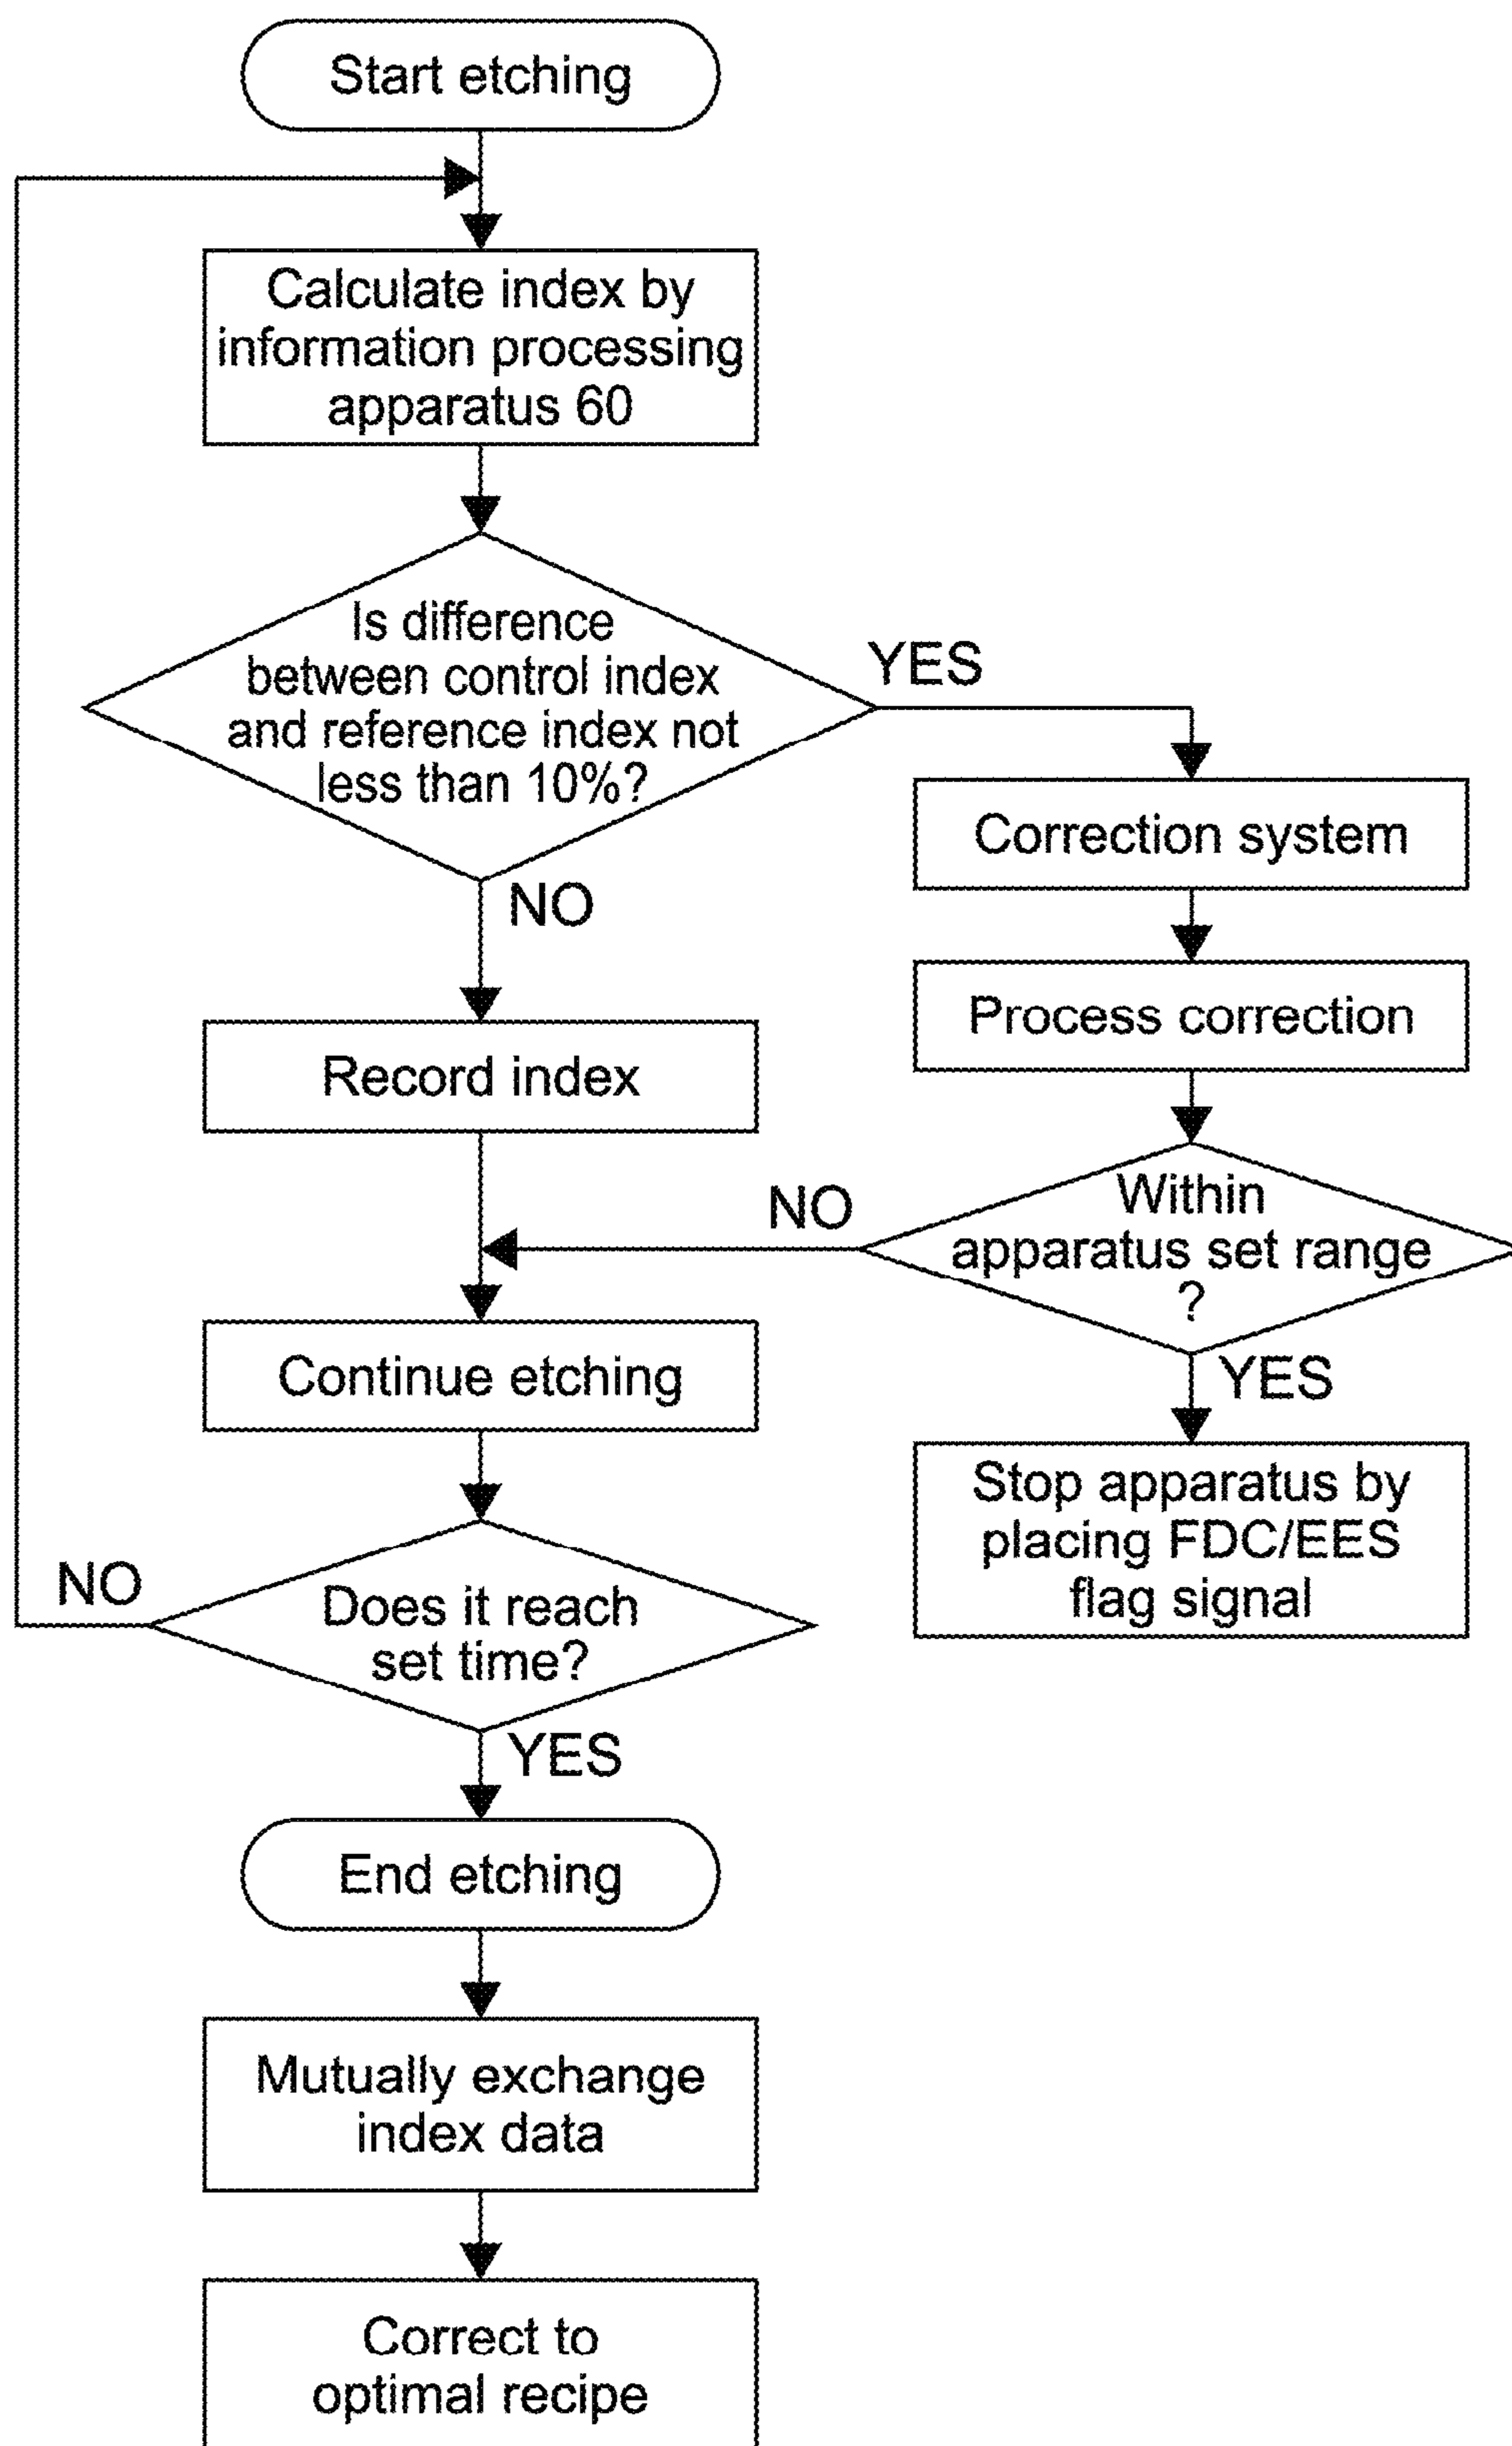 Start etching
Calculate index by
information processing
apparatus 60
Is difference
between control index
and reference index not
less than 10%?
YES
NO
Correction system
Process correction
Record index
Within
apparatus set range
?
NO
YES
Continue etching
Stop apparatus by
placing FDC/EES
flag signal
Does it reach
set time?
NO
YES
End etching
Mutually exchange
index data
Correct to
optimal recipe